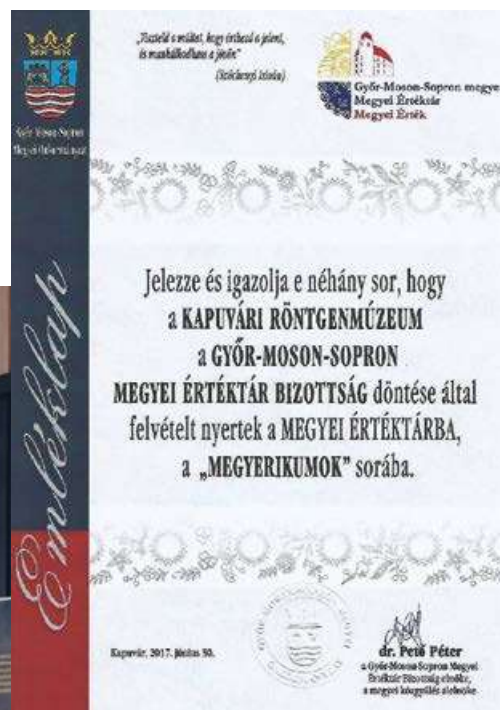 „Tiszteld a múltat, hogy érthesd a jelent,
és munkálkodhass a jövőn"
(Széchenyi István)
Győr-Moson-Sopron megye
Megyei Értéktár
Megyei Érték
Győr-Moson-Sopron
Megyei Önkormányzat
Emléklap
Jelezze és igazolja e néhány sor, hogy
a KAPUVÁRI RÖNTGENMÚZEUM
a GYŐR-MOSON-SOPRON
MEGYEI ÉRTÉKTÁR BIZOTTSÁG döntése által
felvételt nyertek a MEGYEI ÉRTÉKTÁRBA,
a „MEGYERIKUMOK” sorába.
Kapuvár, 2017. június 30.
dr. Pető Péter
a Győr-Moson-Sopron Megyei
Értéktár Bizottság elnöke,
a megyei közgyűlés alelnöke